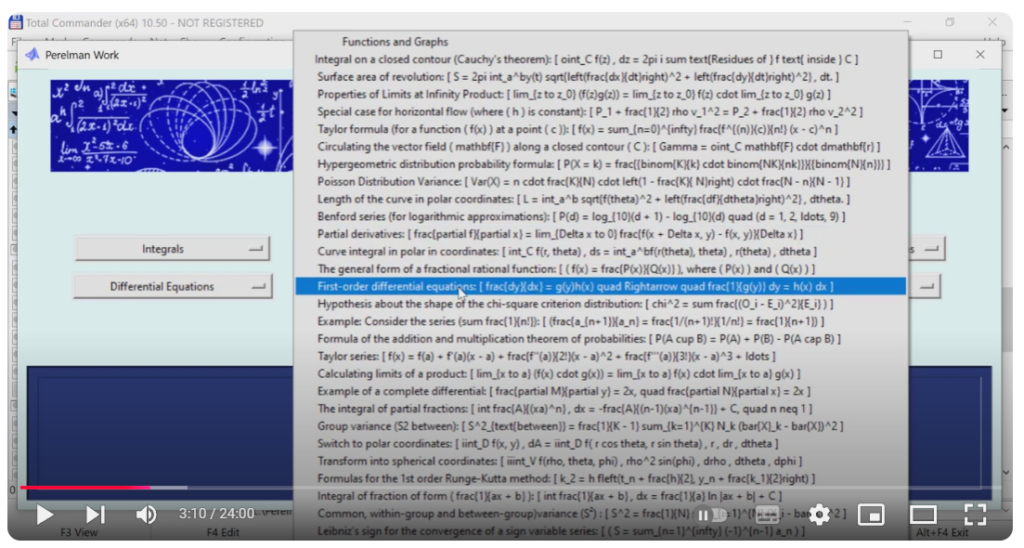 Total Commander (x64) 10.50 - NOT REGISTERED
Perelman Work
Functions and Graphs
Integral on a closed contour (Cauchy's theorem): [ oint_C f(z) , dz = 2pi i sum text{Residues of } f text{ inside } C ]
Surface area of revolution: [ S = 2pi int_a^by(t) sqrt{left(frac{dx}{dt}right)^2 + left(frac{dy}{dt}right)^2} , dt. ]
Properties of Limits at Infinity Product: [ lim_{z to z_0} (f(z)g(z)) = lim_{z to z_0} f(z) cdot lim_{z to z_0} g(z) ]
Special case for horizontal flow (where ( h ) is constant): [ P_1 + frac{1}{2} rho v_1^2 = P_2 + frac{1}{2} rho v_2^2 ]
Taylor formula (for a function ( f(x) ) at a point ( c )): [ f(x) = sum_{n=0}^{infty} frac{f^{(n)}(c)}{n!} (x - c)^n ]
Circulating the vector field ( mathbf{F} ) along a closed contour ( C ): [ Gamma = oint_C mathbf{F} cdot dmathbf{r} ]
Hypergeometric distribution probability formula: [ P(X = k) = frac{{binom{K}{k} cdot binom{NK}{nk}}}{{binom{N}{n}}} ]
Poisson Distribution Variance: [ Var(X) = n cdot frac{K}{N} cdot left(1 - frac{K}{ N}right) cdot frac{N - n}{N - 1} ]
Length of the curve in polar coordinates: [ L = int_a^b sqrt{f(theta)^2 + left(frac{df}{dtheta}right)^2} , dtheta. ]
Benford series (for logarithmic approximations): [ P(d) = log_{10}(d + 1) - log_{10}(d) quad (d = 1, 2, ldots, 9) ]
Partial derivatives: [ frac{partial f}{partial x} = lim_{Delta x to 0} frac{f(x + Delta x, y) - f(x, y)}{Delta x} ]
Curve integral in polar in coordinates: [ int_C f(r, theta) , ds = int_a^bf(r(theta), theta) , r(theta) , dtheta ]
The general form of a fractional rational function: [ ( f(x) = frac{P(x)}{Q(x)} ), where ( P(x) ) and ( Q(x) ) ]
Integrals
First-order differential equations: [ frac{dy}{dx} = g(y)h(x) quad Rightarrow quad frac{1}{g(y)} dy = h(x) dx ]
Differential Equations
Hypothesis about the shape of the chi-square criterion distribution: [ chi^2 = sum frac{(O_i - E_i)^2}{E_i} ) ]
Example: Consider the series (sum frac{1}{n!}): [ (frac{a_{n+1}}{a_n} = frac{1/(n+1)!}{1/n!} = frac{1}{n+1}) ]
Formula of the addition and multiplication theorem of probabilities: [ P(A cup B) = P(A) + P(B) - P(A cap B) ]
Taylor series: [ f(x) = f(a) + f'(a)(x - a) + frac{f''(a)}{2!}(x - a)^2 + frac{f'''(a)}{3!}(x - a)^3 + ldots ]
Calculating limits of a product: [ lim_{x to a} (f(x) cdot g(x)) = lim_{x to a} f(x) cdot lim_{x to a} g(x) ]
Example of a complete differential: [ frac{partial M}{partial y} = 2x, quad frac{partial N}{partial x} = 2x ]
The integral of partial fractions: [ int frac{A}{(xa)^n} , dx = -frac{A}{(n-1)(xa)^{n-1}} + C, quad n neq 1 ]
Group variance (S2 between): [ S^2_{text{between}} = frac{1}{K - 1} sum_{k=1}^{K} N_k (bar{X}_k - bar{X})^2 ]
Switch to polar coordinates: [ iint_D f(x, y) , dA = iint_D f( r cos theta, r sin theta) , r , dr , dtheta ]
Transform into spherical coordinates: [ iiint_V f(rho, theta, phi) , rho^2 sin(phi) , drho , dtheta , dphi ]
Formulas for the 1st order Runge-Kutta method: [ k_2 = h fleft(t_n + frac{h}{2}, y_n + frac{k_1}{2}right) ]
Integral of fraction of form ( frac{1}{ax + b} ): [ int frac{1}{ax + b} , dx = frac{1}{a} ln |ax + b| + C ]
Common, within-group and between-group)variance (S²) : [ S^2 = frac{1}{N}
3:10 / 24:00
Leibniz's sign for the convergence of a sign variable series: [ ( S = sum_{n=1}^{infty} (-1)^{n-1} a_n ) ]
F3 View
F4 Edit
Alt+F4 Exit